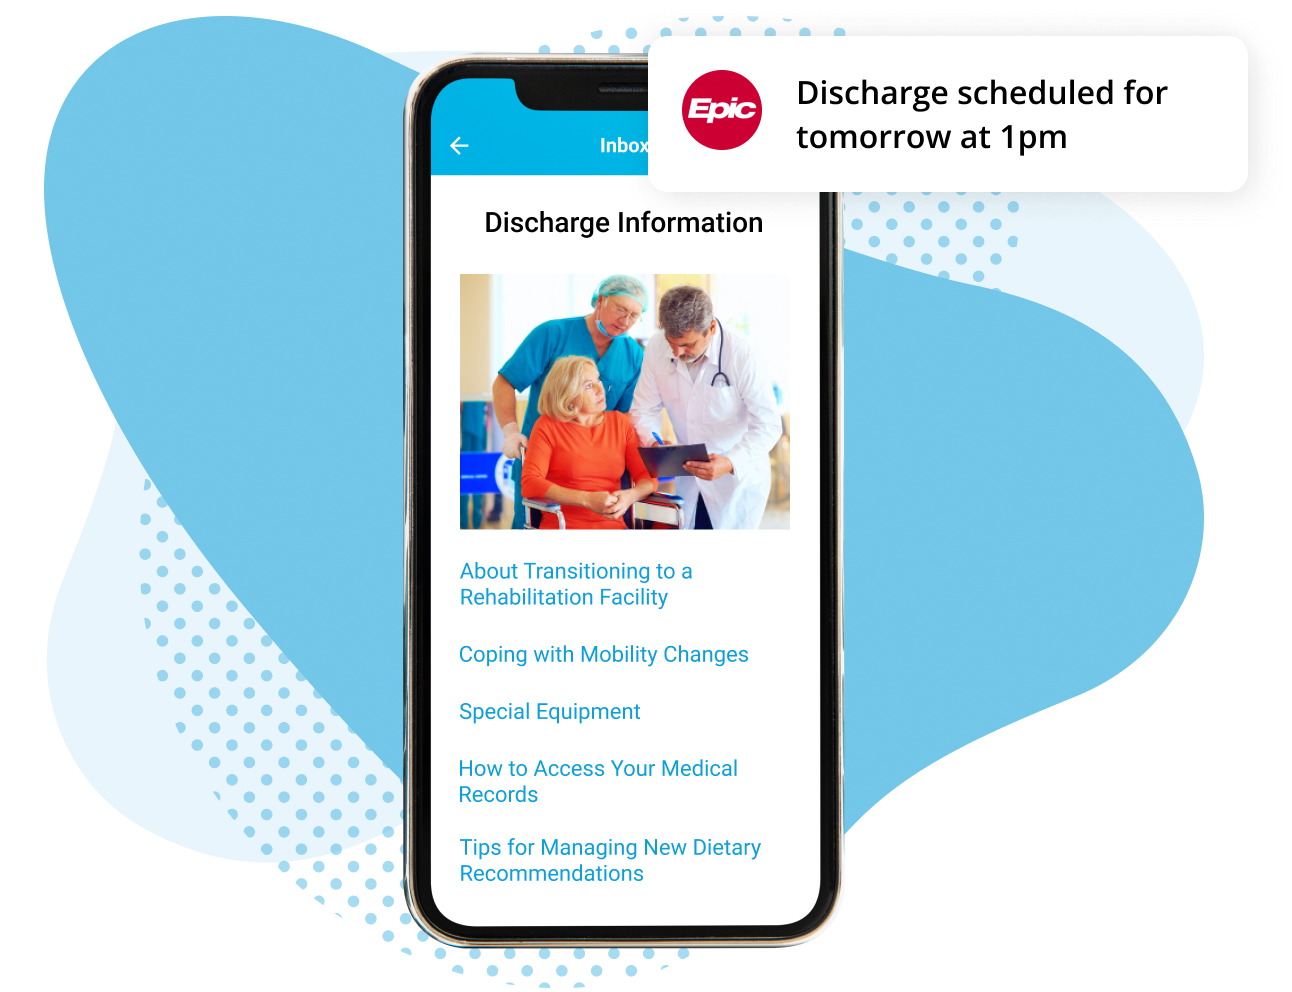 Epic
Discharge scheduled for
tomorrow at 1pm
Inbox
Discharge Information
About Transitioning to a
Rehabilitation Facility
Coping with Mobility Changes
Special Equipment
How to Access Your Medical
Records
Tips for Managing New Dietary
Recommendations